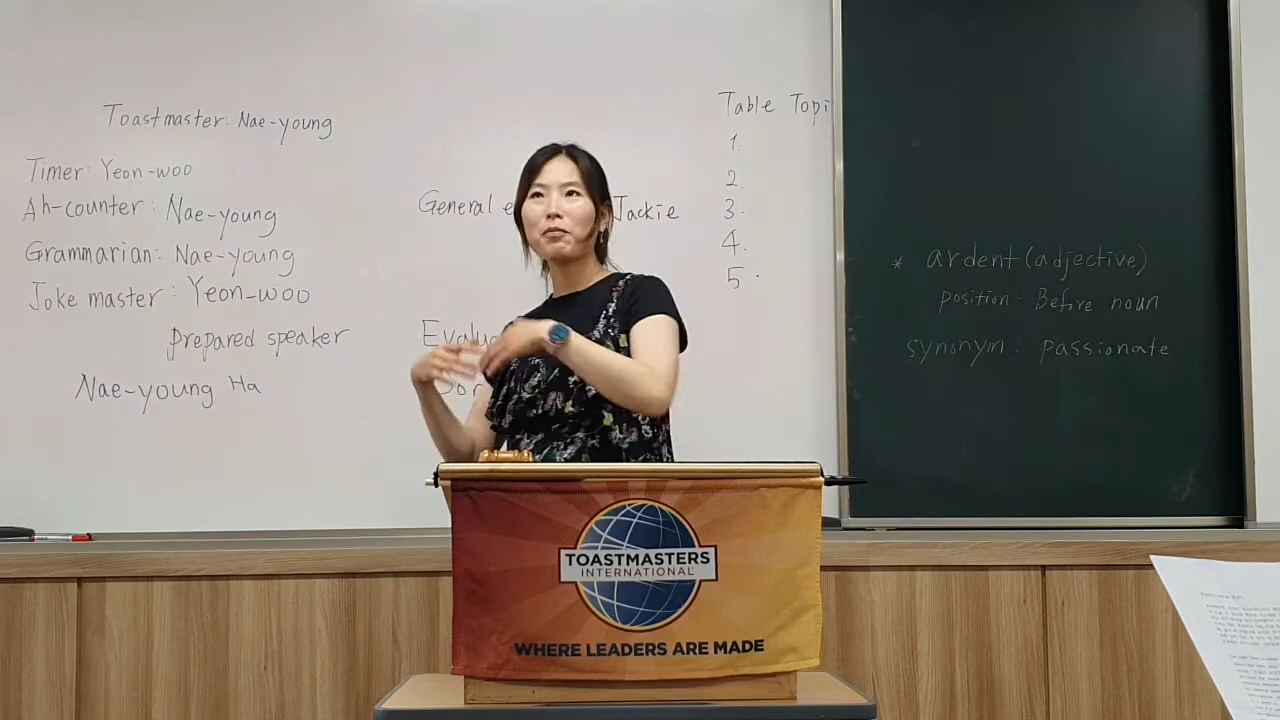 Toastmaster: Nae-young
Timer: Yeon-woo
Ah-counter: Nae-young
Grammarian: Nae-young
Joke master: Yeon-woo
Prepared speaker
Nae-young Ha
General e
Jackie
Evalu
Table Topi
1.
2.
3.
4.
5.
* ardent (adjective)
position: Before noun
synonym: passionate
TOASTMASTERS
INTERNATIONAL
WHERE LEADERS ARE MADE